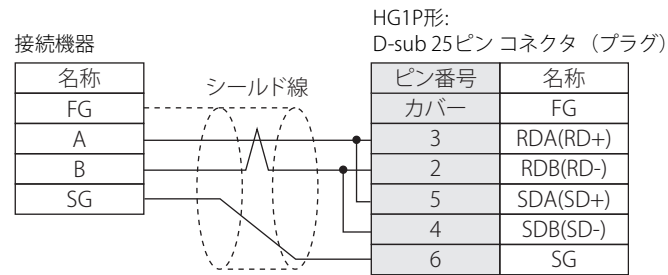 HG1P形:
接続機器
D-sub 25ピン コネクタ（プラグ）
名称
シールド線
ピン番号 名称
FG
カバー FG
A
3 RDA(RD+)
B
2 RDB(RD-)
SG
5 SDA(SD+)
4 SDB(SD-)
6 SG